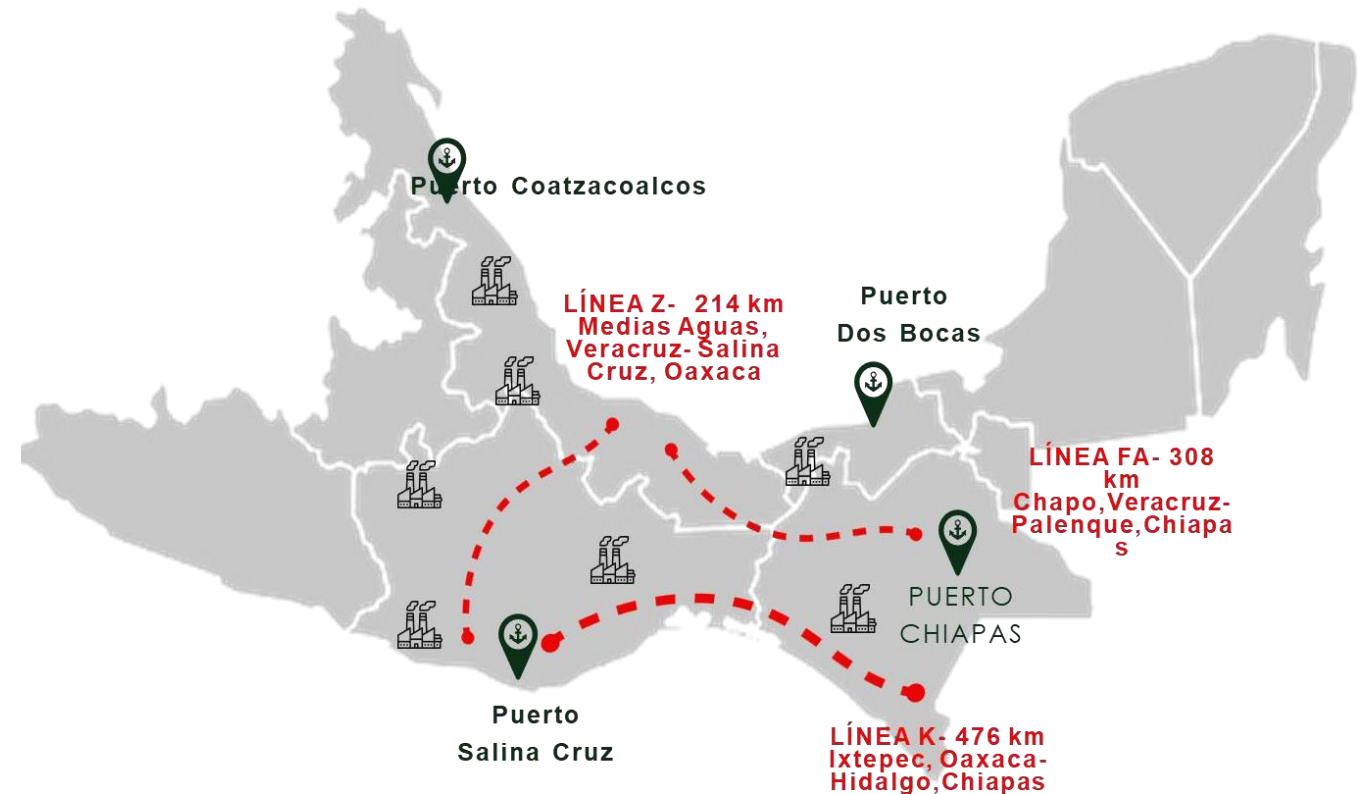 Puerto Coatzacoalcos
LÍNEA Z- 214 km
Medias Aguas,
Veracruz- Salina
Cruz, Oaxaca
Puerto
Dos Bocas
LÍNEA FA- 308
km
Chapo,Veracruz-
Palenque,Chiapa
s
PUERTO
CHIAPAS
Puerto
Salina Cruz
LÍNEA K- 476 km
Ixtepec, Oaxaca-
Hidalgo,Chiapas